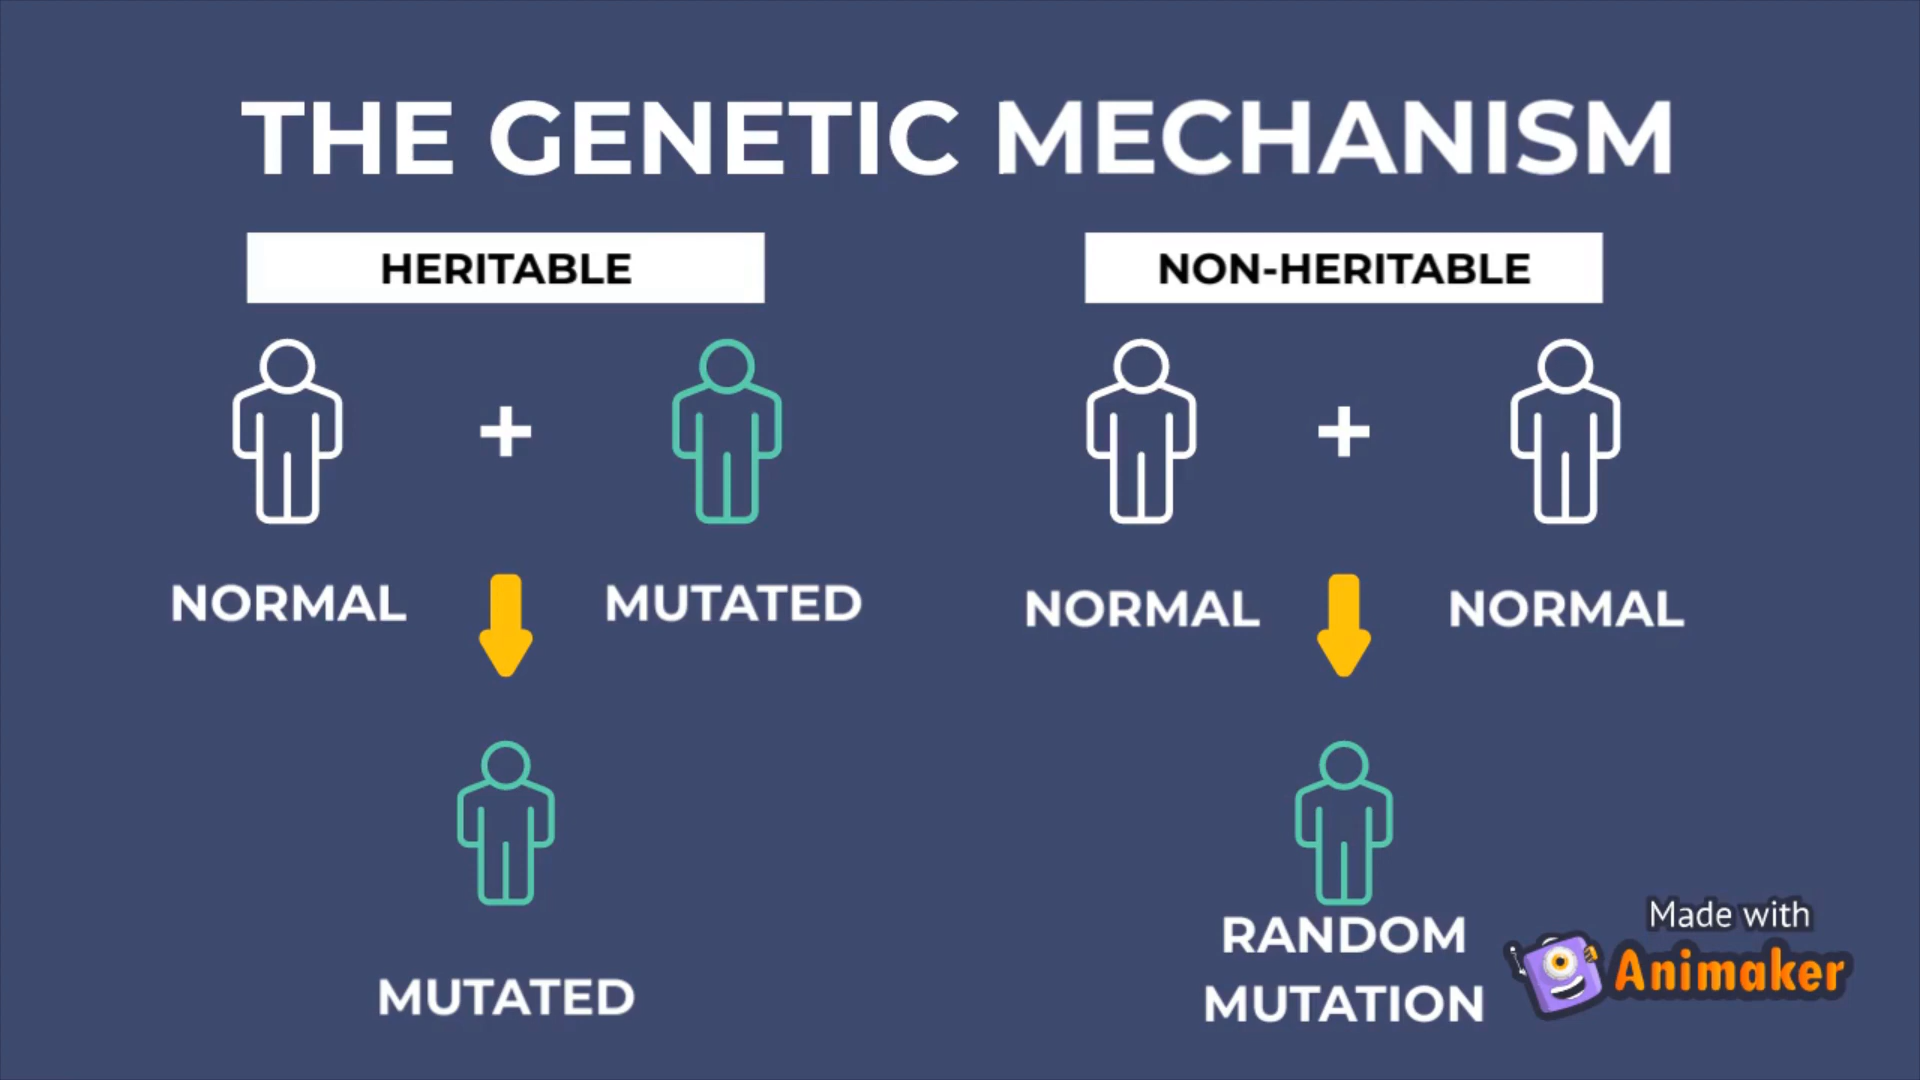 THE GENETIC MECHANISM
HERITABLE
NORMAL
MUTATED
MUTATED
NON-HERITABLE
NORMAL
NORMAL
RANDOM
MUTATION
Made with
Animaker